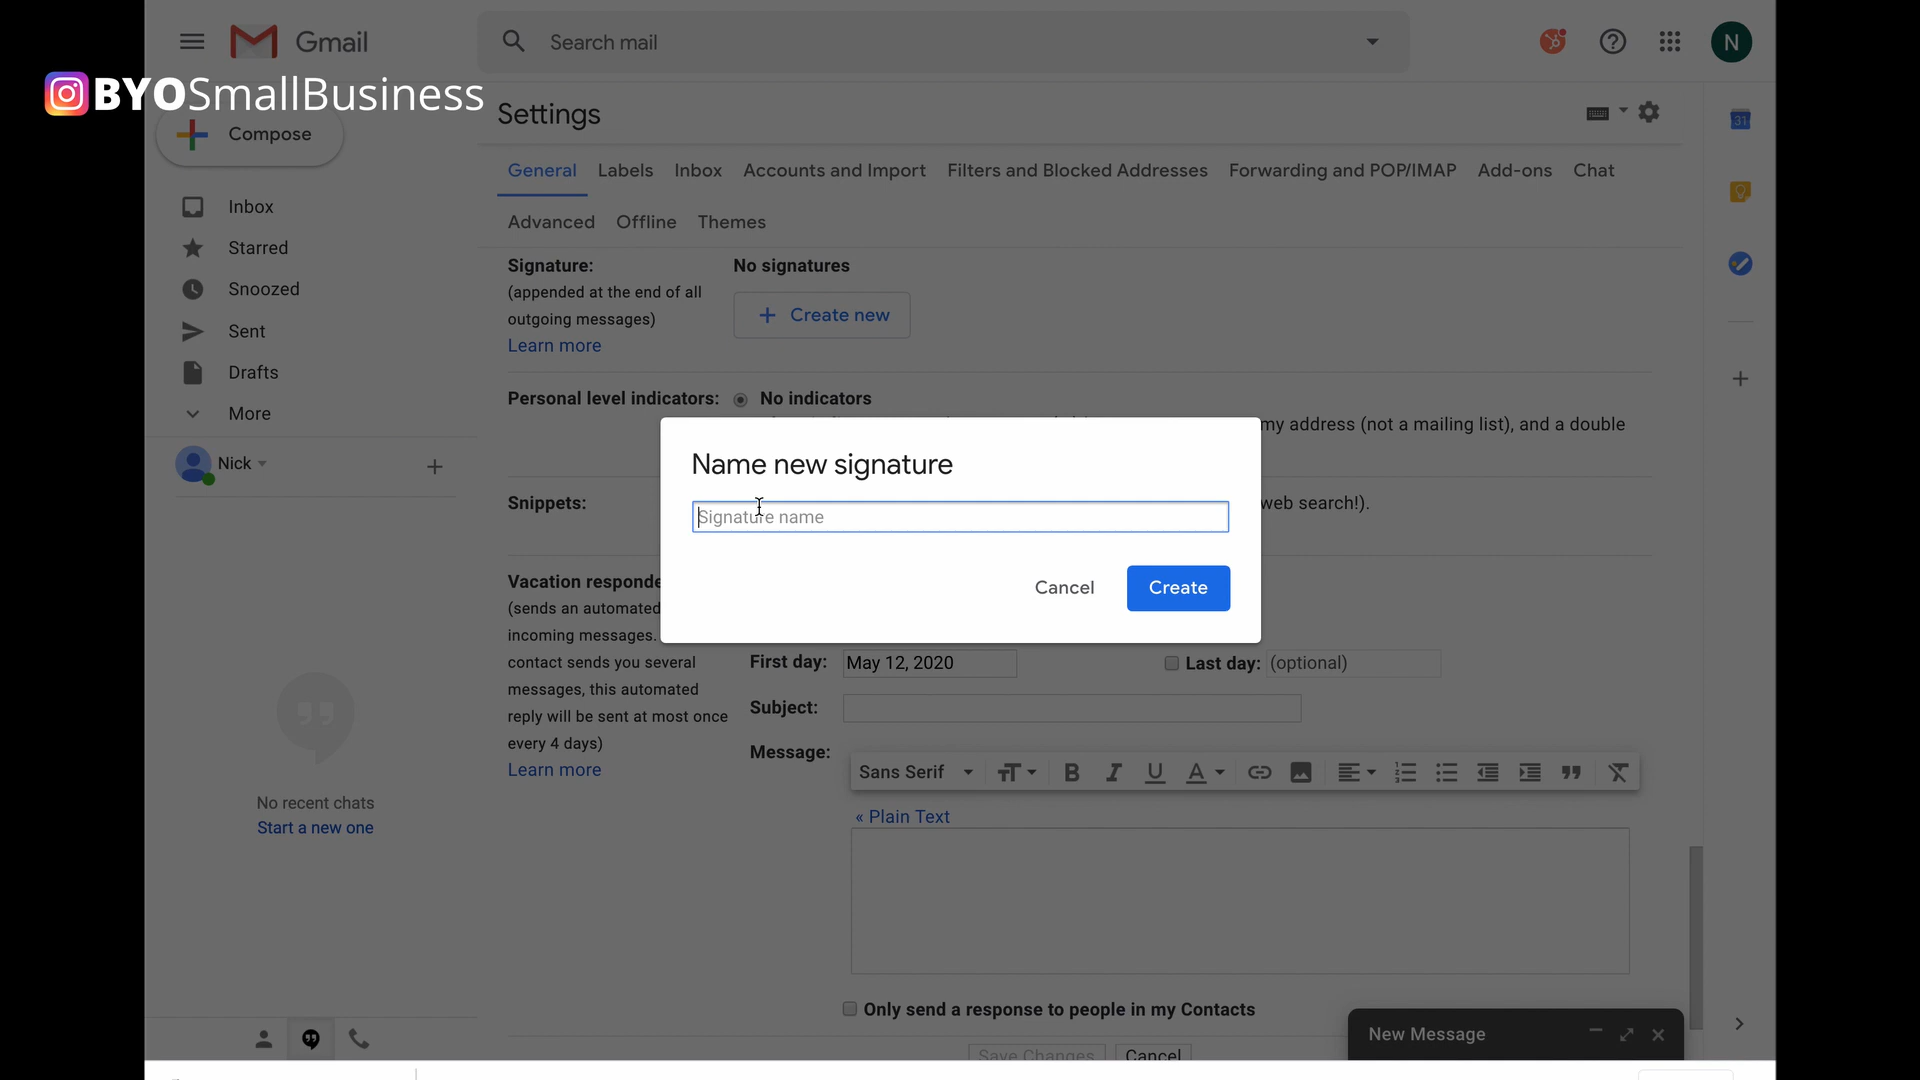 Gmail
Search mail
N
BYOSmallBusiness
Compose
Settings
31
General Labels Inbox Accounts and Import Filters and Blocked Addresses Forwarding and POP/IMAP Add-ons Chat
Advanced Offline Themes
Inbox
Starred
Snoozed
Sent
Drafts
More
Nick
No recent chats
Start a new one
Signature:
(appended at the end of all
outgoing messages)
Learn more
No signatures
+ Create new
Personal level indicators:
No indicators
my address (not a mailing list), and a double
Snippets:
web search!).
Name new signature
Signature name
Cancel
Create
Vacation responde
(sends an automated
incoming messages.
contact sends you several
messages, this automated
reply will be sent at most once
every 4 days)
Learn more
First day: May 12, 2020
Last day: (optional)
Subject:
Message:
Sans Serif
« Plain Text
Only send a response to people in my Contacts
Save Changes Cancel
New Message